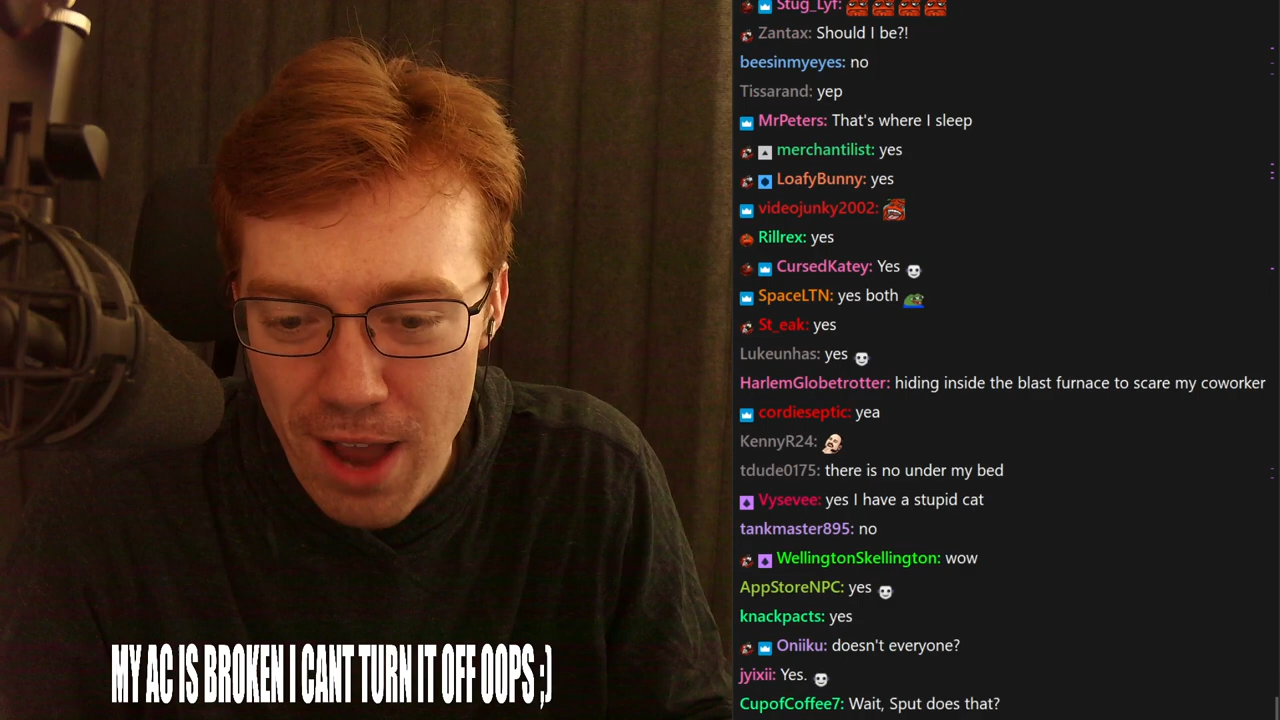 Stug_Lyf:
Zantax: Should I be?!
beesinmyeyes: no
Tissarand: yep
MrPeters: That's where I sleep
merchantilist: yes
LoafyBunny: yes
videojunky2002:
Rillrex: yes
CursedKatey: Yes
SpaceLTN: yes both
St_eak: yes
Lukeunhas: yes
HarlemGlobetrotter: hiding inside the blast furnace to scare my coworker
cordieseptic: yea
KennyR24:
tdude0175: there is no under my bed
Vysevee: yes I have a stupid cat
tankmaster895: no
WellingtonSkellington: wow
AppStoreNPC: yes
knackpacts: yes
Oniiku: doesn't everyone?
jyixii: Yes.
CupofCoffee7: Wait, Sput does that?
MY AC IS BROKEN I CANT TURN IT OFF OOPS ;)